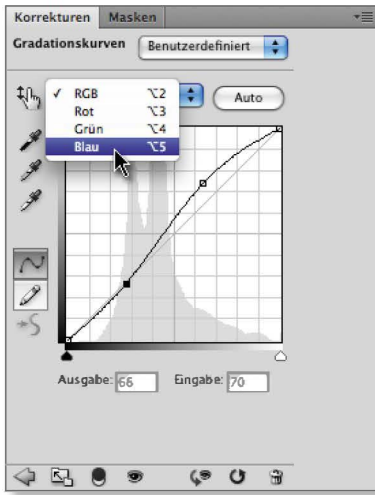 Korrekturen Masken
Gradationskurven Benutzerdefiniert
✓ RGB ⌥2
Rot ⌥3
Grün ⌥4
Blau ⌥5
Auto
Ausgabe: 66 Eingabe: 70